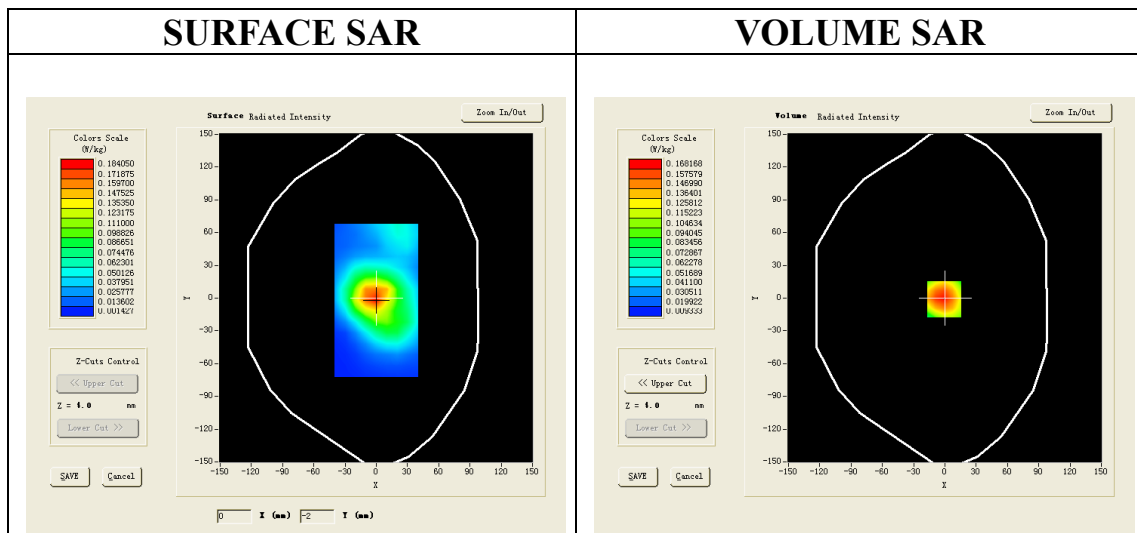 SURFACE SAR
VOLUME SAR
Surface Radiated Intensity
Zoom In/Out
Colors Scale
(W/kg)
0.184050
0.171875
0.159700
0.147525
0.135350
0.123175
0.111000
0.098826
0.086651
0.074476
0.062301
0.050126
0.037951
0.025777
0.013602
0.001427
150
120
90
60
30
0
-30
-60
-90
-120
-150
Y
-150 -120 -90 -60 -30 0 30 60 90 120 150
X
Z-Cuts Control
<< Upper Cut
Z = 4.0 mm
Lower Cut >>
SAVE Cancel
0 X (mm) -2 Y (mm)
Volume Radiated Intensity
Zoom In/Out
Colors Scale
(W/kg)
0.168168
0.157579
0.146990
0.136401
0.125812
0.115223
0.104634
0.094045
0.083456
0.072867
0.062278
0.051689
0.041100
0.030511
0.019922
0.009333
150
120
90
60
30
0
-30
-60
-90
-120
-150
Y
-150 -120 -90 -60 -30 0 30 60 90 120 150
X
Z-Cuts Control
<< Upper Cut
Z = 4.0 mm
Lower Cut >>
SAVE Cancel